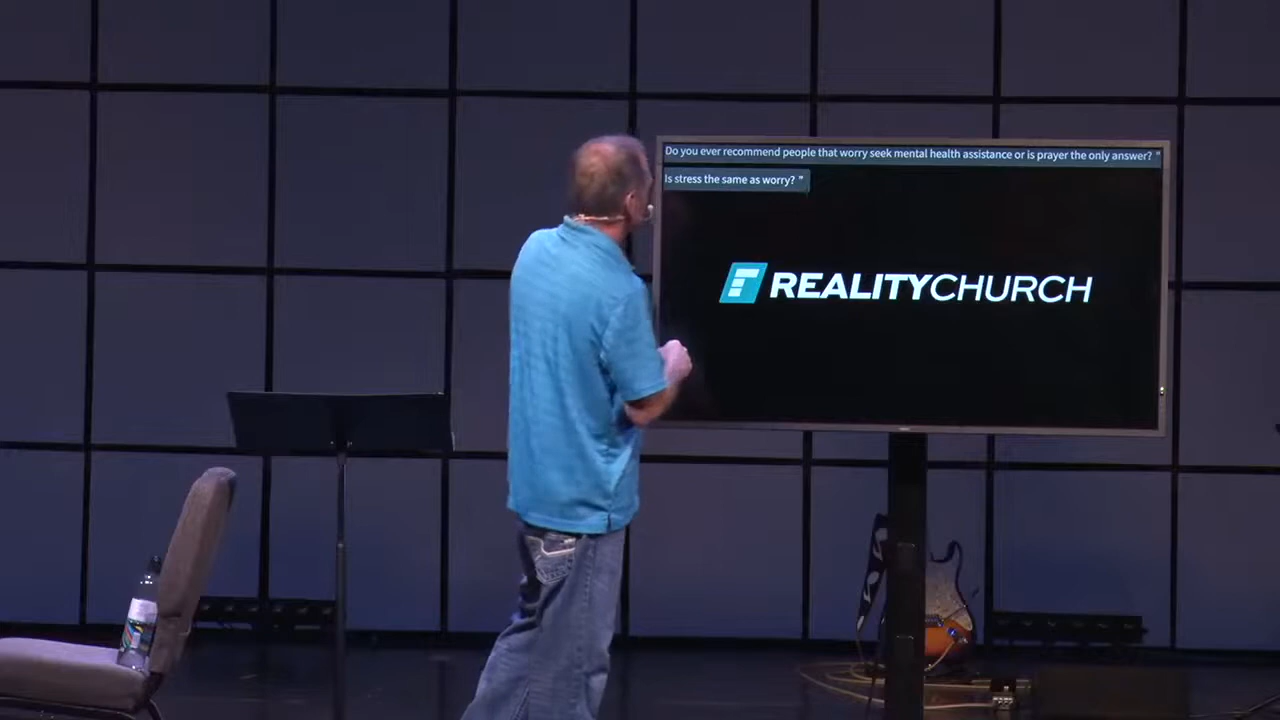 Do you ever recommend people that worry seek mental health assistance or is prayer the only answer? "
Is stress the same as worry? "
REALITYCHURCH